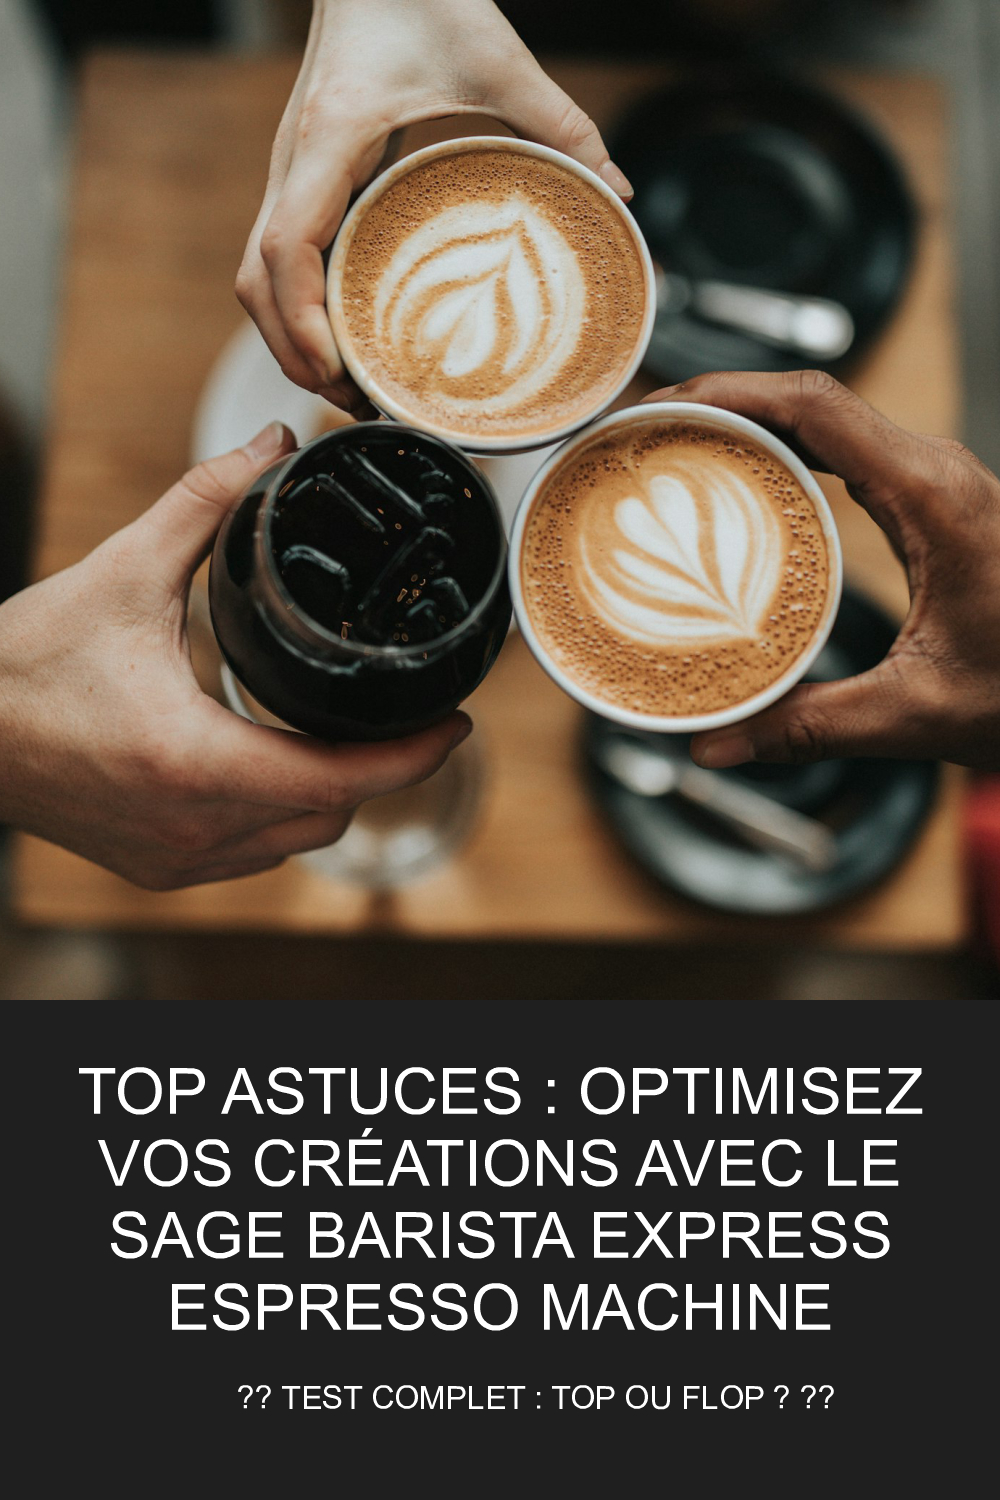 TOP ASTUCES : OPTIMISEZ
VOS CRÉATIONS AVEC LE
SAGE BARISTA EXPRESS
ESPRESSO MACHINE
?? TEST COMPLET : TOP OU FLOP ? ??